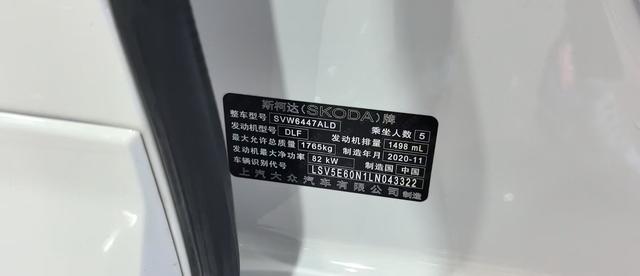 斯柯达(SKODA)牌
整车型号 SVW6447ALD 乘坐人数 5
发动机型号 DLF 发动机排量 1498 mL
最大允许总质量 1765kg 制造年月 2020-11
发动机最大净功率 82 kW 制造国 中国
车辆识别代号 LSV5E60N1LN043322
上汽大众汽车有限公司 制造